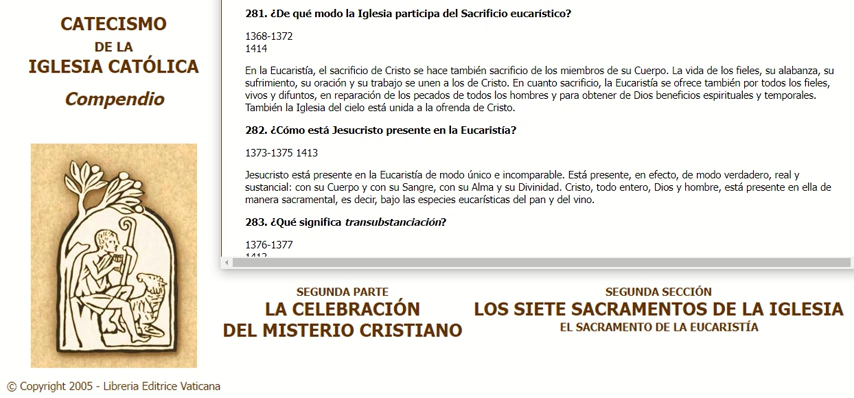 CATECISMO
DE LA
IGLESIA CATÓLICA
Compendio
281. ¿De qué modo la Iglesia participa del Sacrificio eucarístico?
1368-1372
1414
En la Eucaristía, el sacrificio de Cristo se hace también sacrificio de los miembros de su Cuerpo. La vida de los fieles, su alabanza, su
sufrimiento, su oración y su trabajo se unen a los de Cristo. En cuanto sacrificio, la Eucaristía se ofrece también por todos los fieles,
vivos y difuntos, en reparación de los pecados de todos los hombres y para obtener de Dios beneficios espirituales y temporales.
También la Iglesia del cielo está unida a la ofrenda de Cristo.
282. ¿Cómo está Jesucristo presente en la Eucaristía?
1373-1375 1413
Jesucristo está presente en la Eucaristía de modo único e incomparable. Está presente, en efecto, de modo verdadero, real y
sustancial: con su Cuerpo y con su Sangre, con su Alma y su Divinidad. Cristo, todo entero, Dios y hombre, está presente en ella de
manera sacramental, es decir, bajo las especies eucarísticas del pan y del vino.
283. ¿Qué significa transubstanciación?
1376-1377
SEGUNDA PARTE
LA CELEBRACIÓN
DEL MISTERIO CRISTIANO
SEGUNDA SECCIÓN
LOS SIETE SACRAMENTOS DE LA IGLESIA
EL SACRAMENTO DE LA EUCARISTÍA
© Copyright 2005 - Libreria Editrice Vaticana